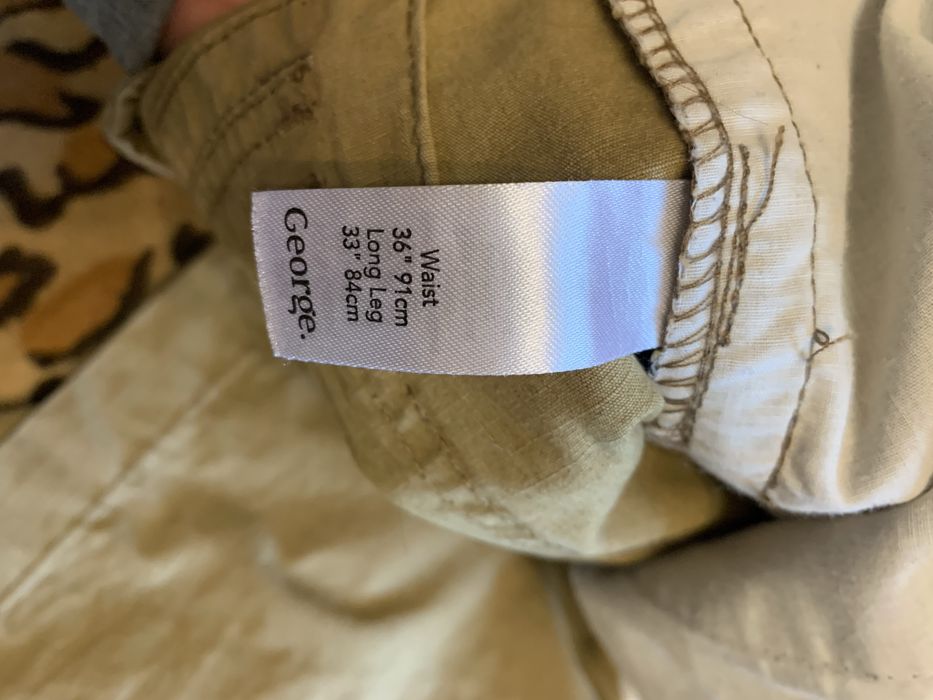 Waist
36" 91cm
Long Leg
33" 84cm
George.